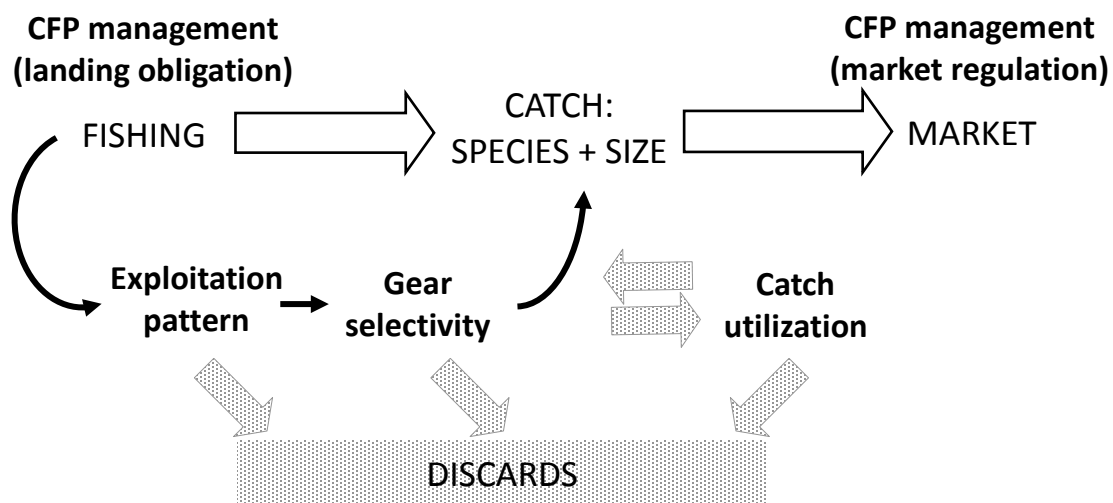 CFP management
(landing obligation)
CFP management
(market regulation)
FISHING
CATCH:
SPECIES + SIZE
MARKET
Exploitation
pattern
Gear
selectivity
Catch
utilization
DISCARDS